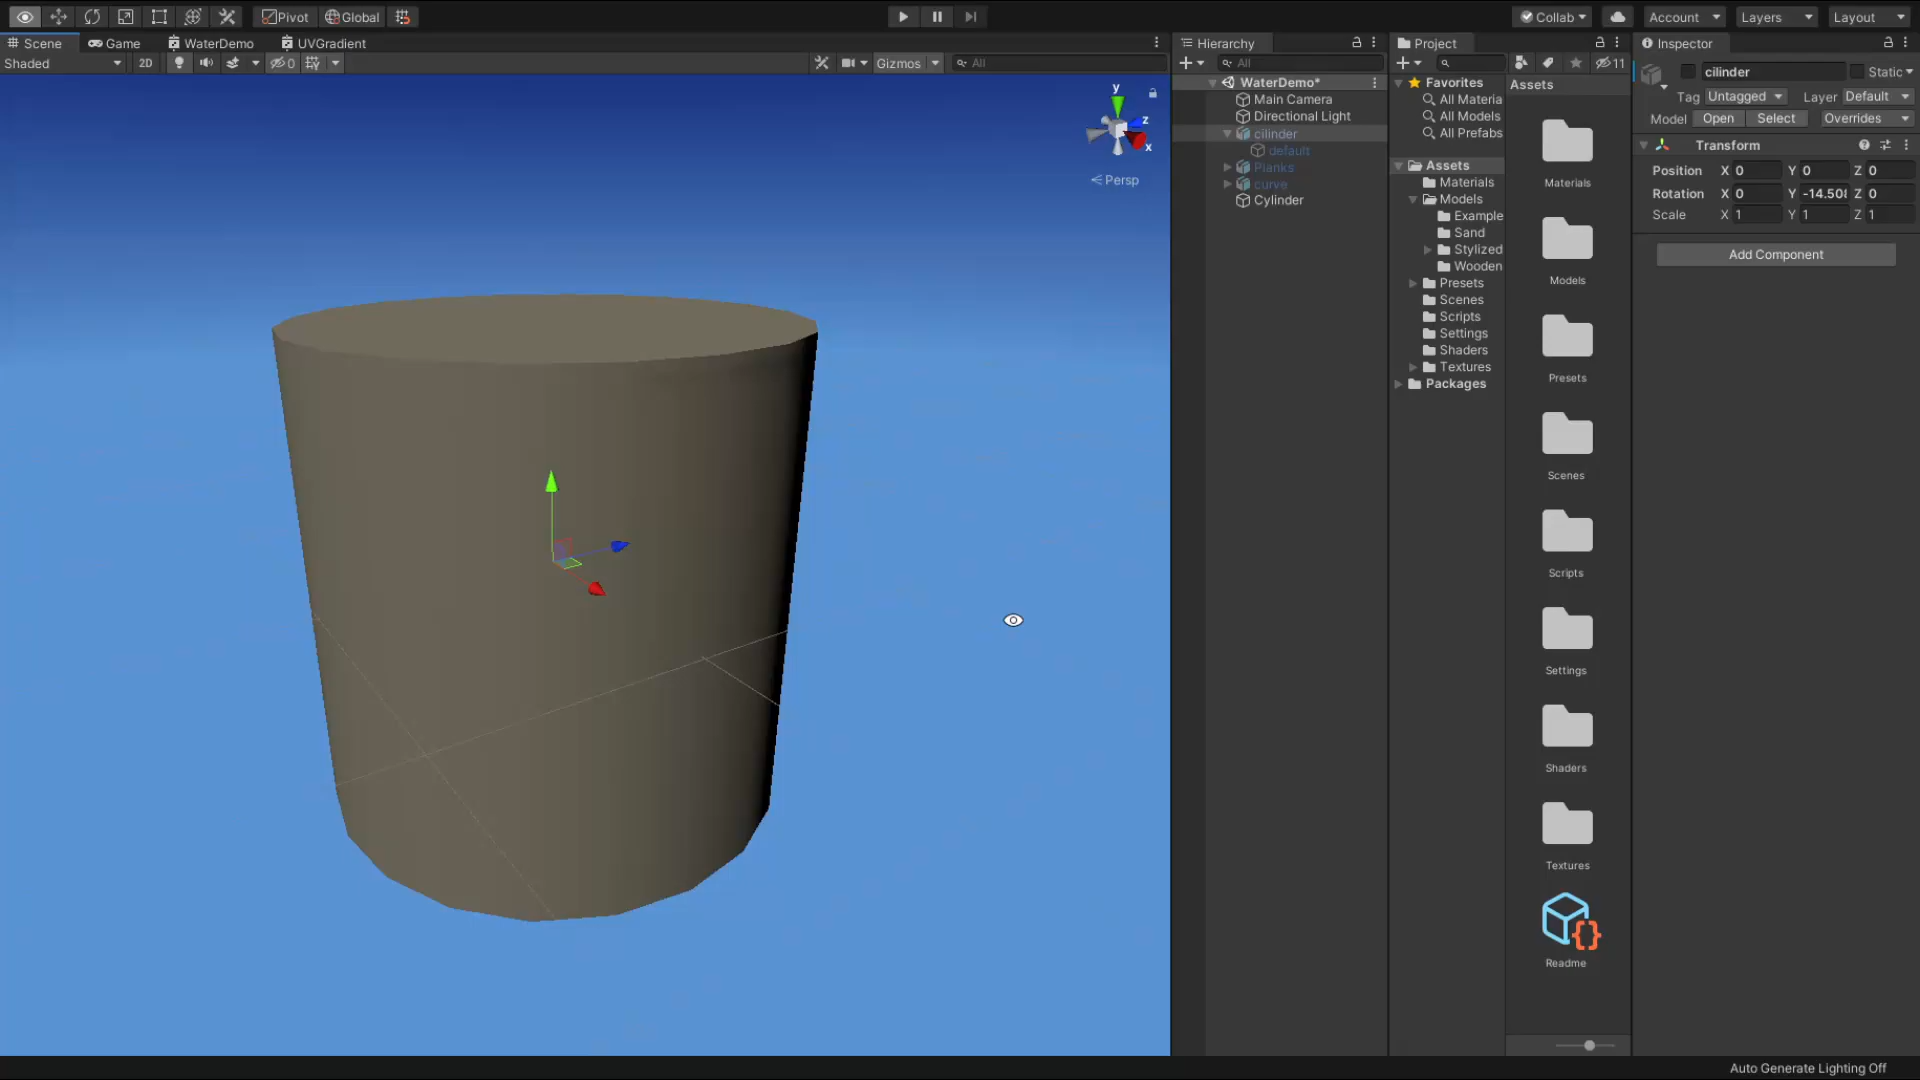 Pivot Global Collab Account Layers Layout
Scene Game WaterDemo UVGradient Hierarchy Project Inspector
Shaded 2D 0 Gizmos All All 11
WaterDemo*
Main Camera
Directional Light
cilinder
default
Planks
curve
Cylinder
Favorites
All Materia
All Models
All Prefabs
Assets
Materials
Models
Example
Sand
Stylized
Wooden
Presets
Scenes
Scripts
Settings
Shaders
Textures
Packages
Assets
Materials
Models
Presets
Scenes
Scripts
Settings
Shaders
Textures
Readme
cilinder Static
Tag Untagged Layer Default
Model Open Select Overrides
Transform
Position X 0 Y 0 Z 0
Rotation X 0 Y -14.508 Z 0
Scale X 1 Y 1 Z 1
Add Component
y
z
x
Persp
Auto Generate Lighting Off